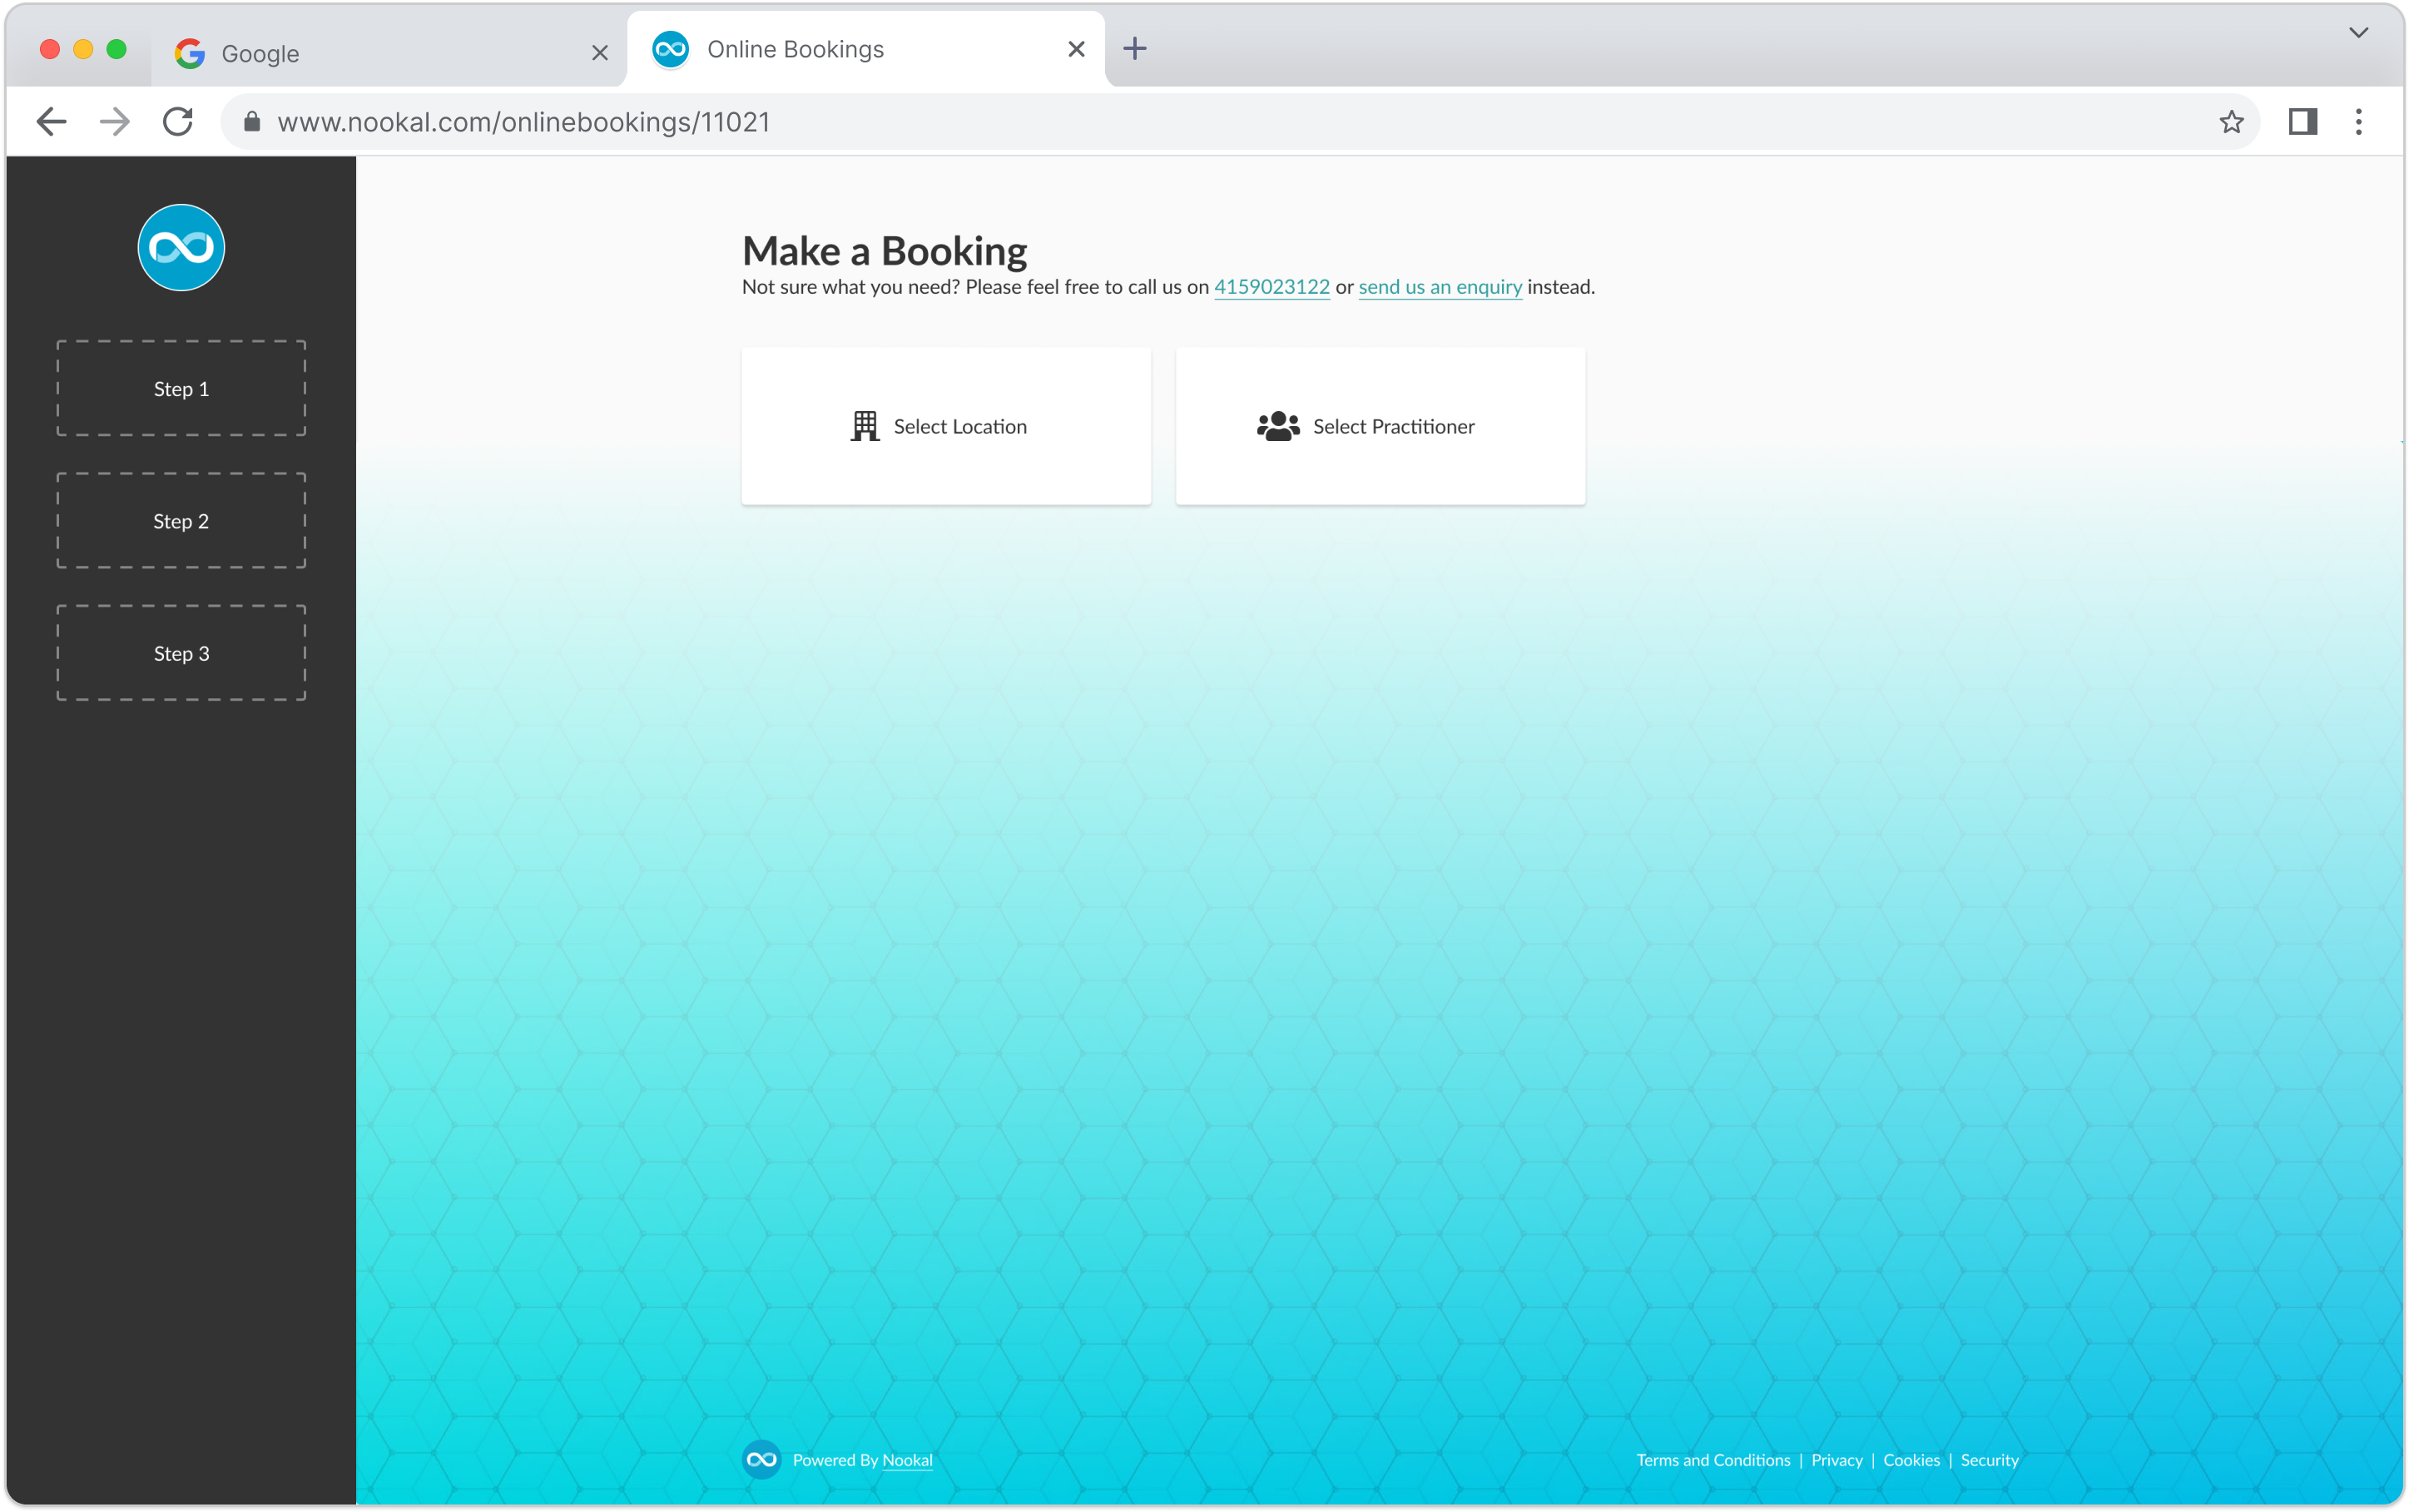 Google
Online Bookings
www.nookal.com/onlinebookings/11021
Step 1
Step 2
Step 3
Make a Booking
Not sure what you need? Please feel free to call us on 4159023122 or send us an enquiry instead.
Select Location
Select Practitioner
Powered By Nookal
Terms and Conditions | Privacy | Cookies | Security